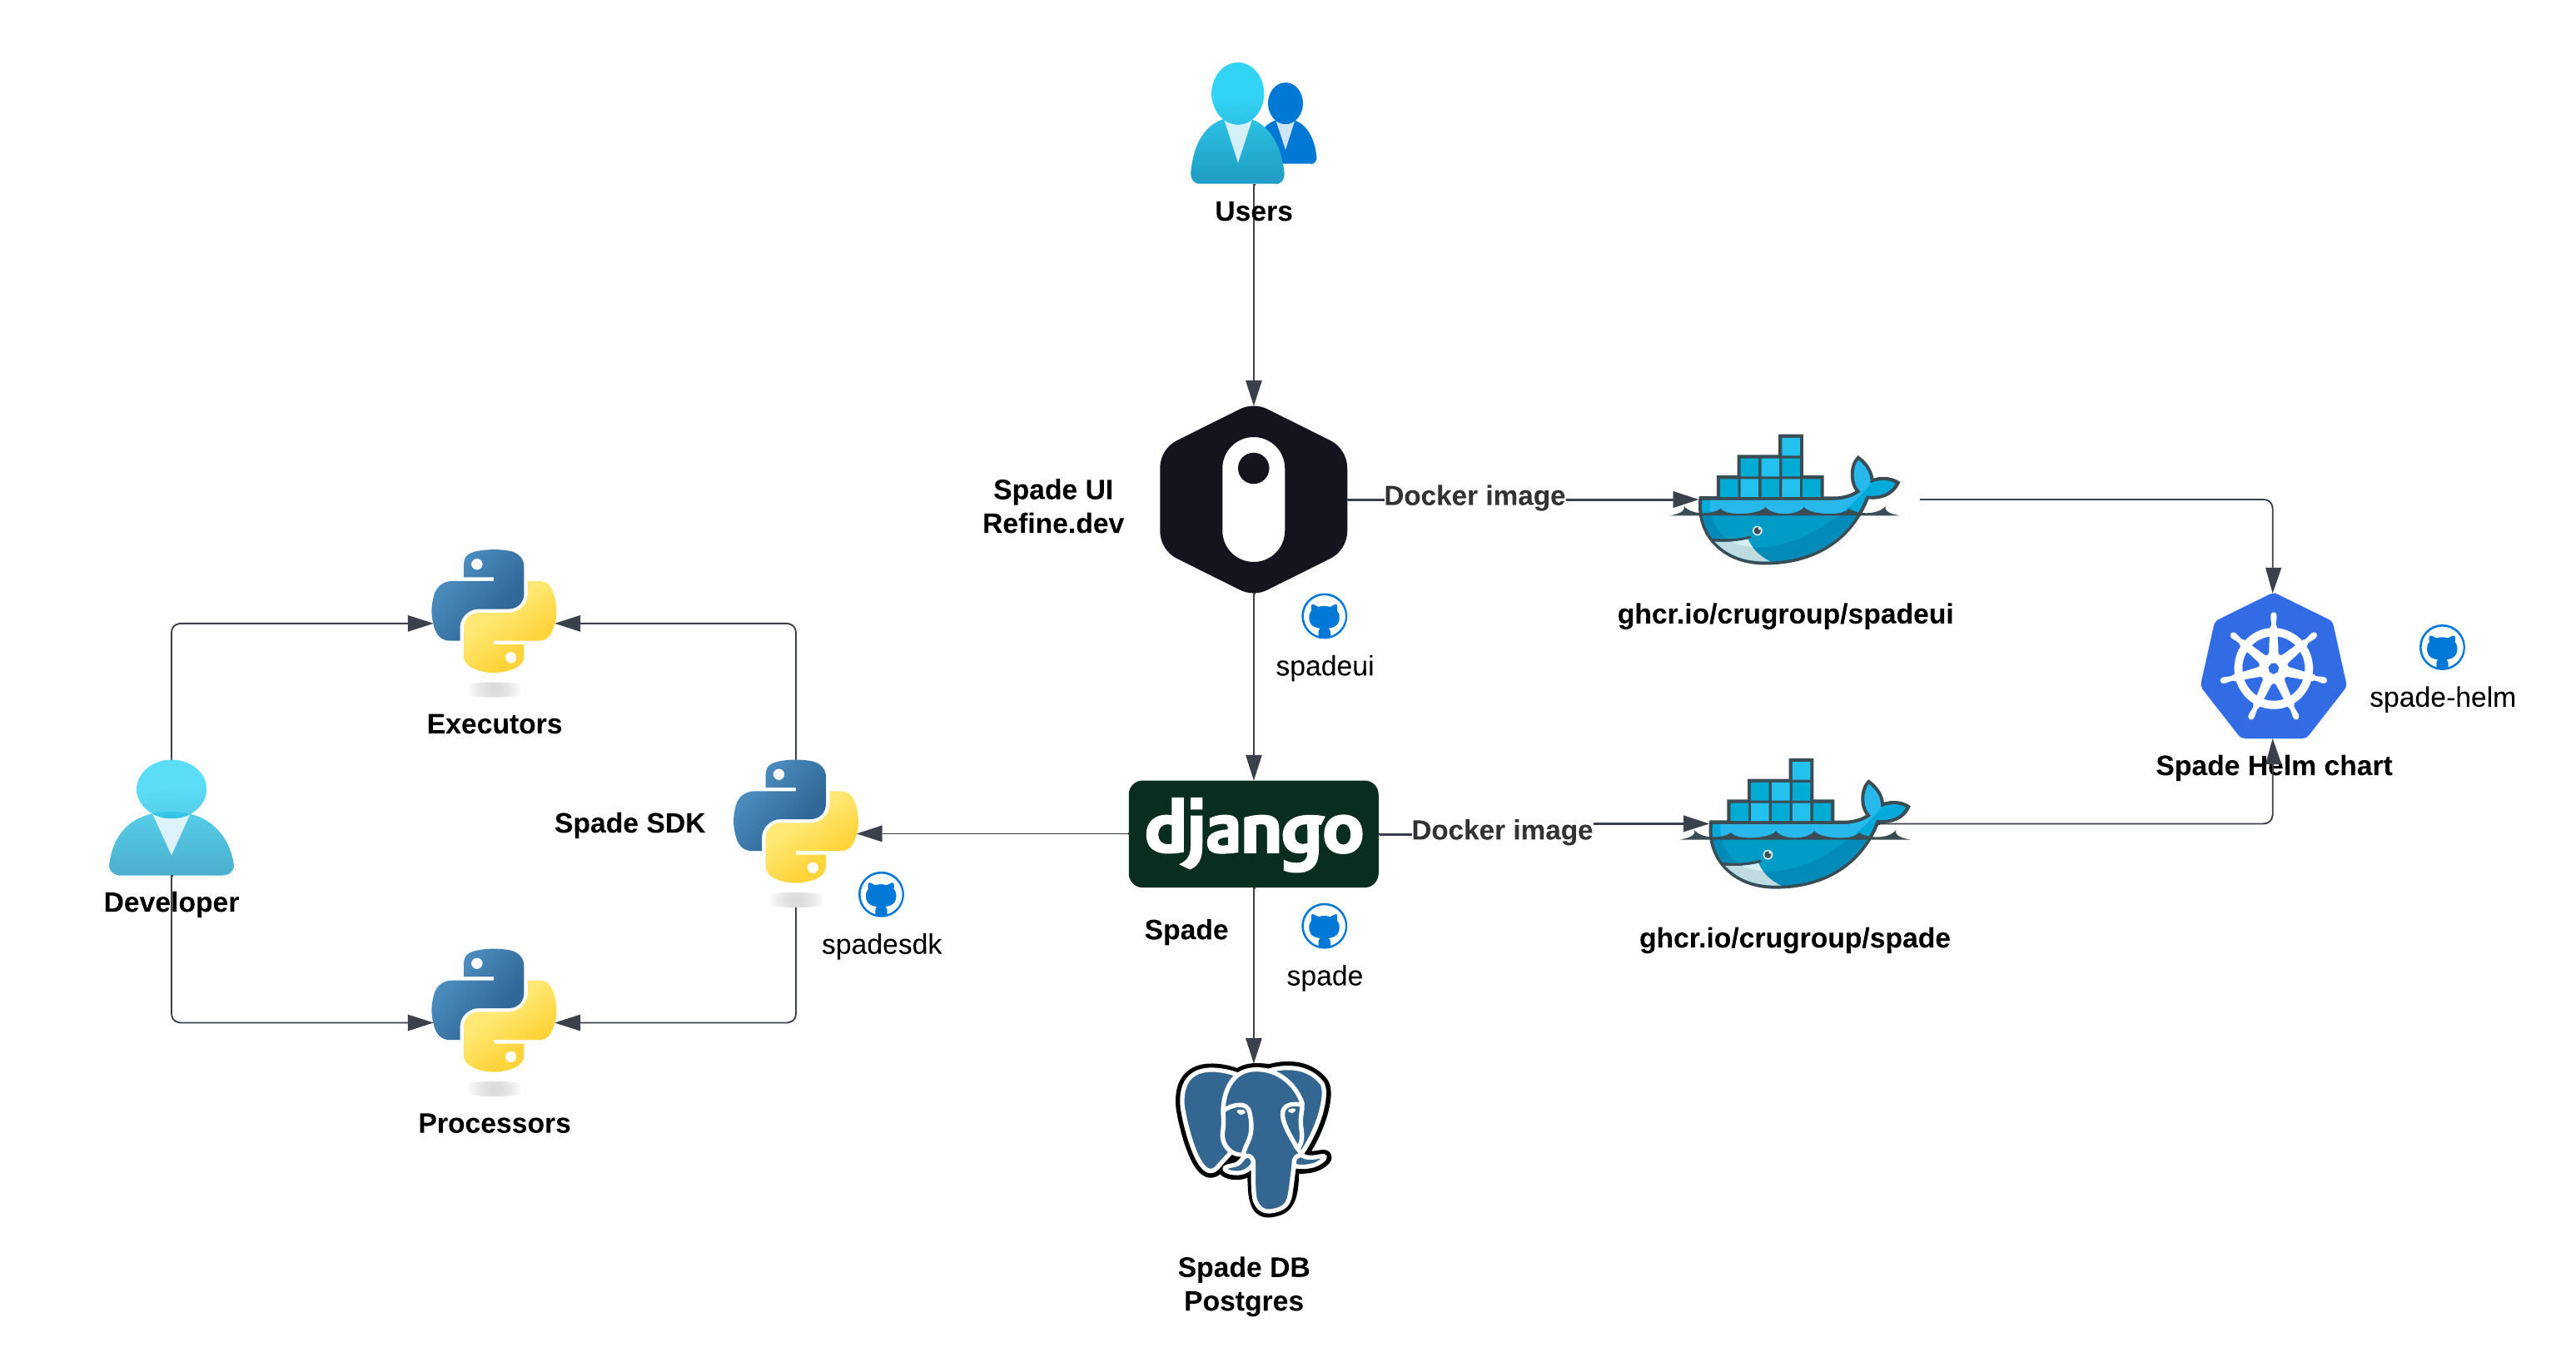 Users
Spade UI
Refine.dev
Docker image
ghcr.io/crugroup/spadeui
spadeui
spade-helm
Spade Helm chart
Executors
Developer
Spade SDK
spadesdk
django
Docker image
Spade
spade
ghcr.io/crugroup/spade
Processors
Spade DB
Postgres